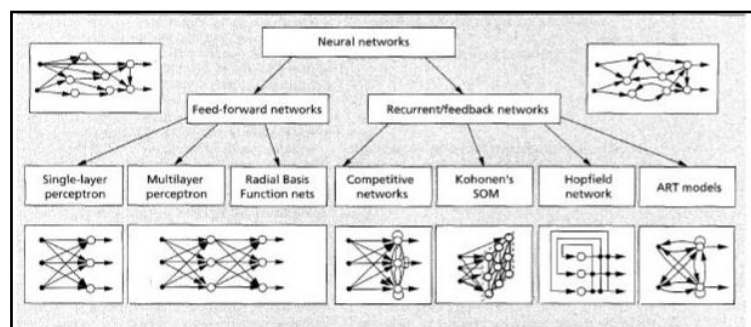 Neural networks
Feed-forward networks
Recurrent/feedback networks
Single-layer
perceptron
Multilayer
perceptron
Radial Basis
Function nets
Competitive
networks
Kohonen's
SOM
Hopfield
network
ART models